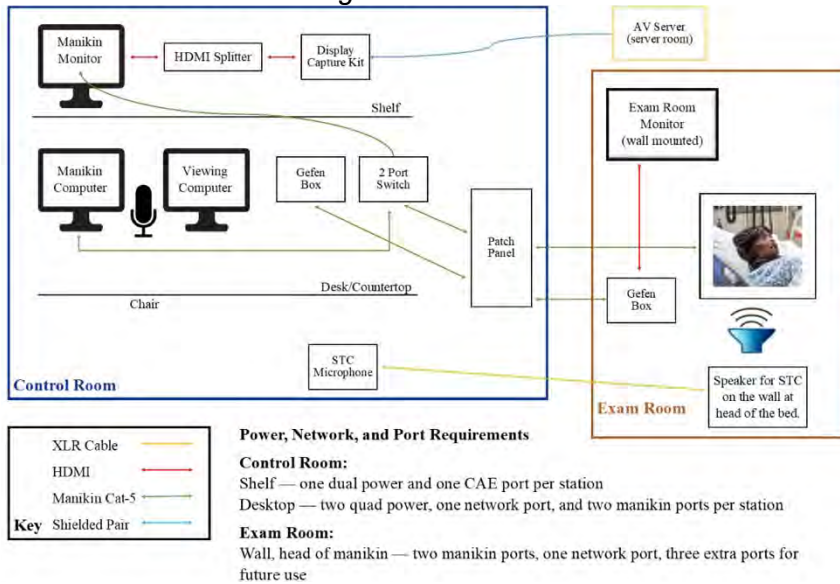 Manikin
Monitor
HDMI Splitter
Display
Capture Kit
AV Server
(server room)
Shelf
Exam Room
Monitor
(wall mounted)
Manikin
Computer
Viewing
Computer
Gefen
Box
2 Port
Switch
Patch
Panel
Gefen
Box
Desk/Countertop
Chair
STC
Microphone
Speaker for STC
on the wall at
head of the bed.
Control Room
Exam Room
XLR Cable
HDMI
Manikin Cat-5
Key
Shielded Pair
Power, Network, and Port Requirements
Control Room:
Shelf — one dual power and one CAE port per station
Desktop — two quad power, one network port, and two manikin ports per station
Exam Room:
Wall, head of manikin — two manikin ports, one network port, three extra ports for
future use